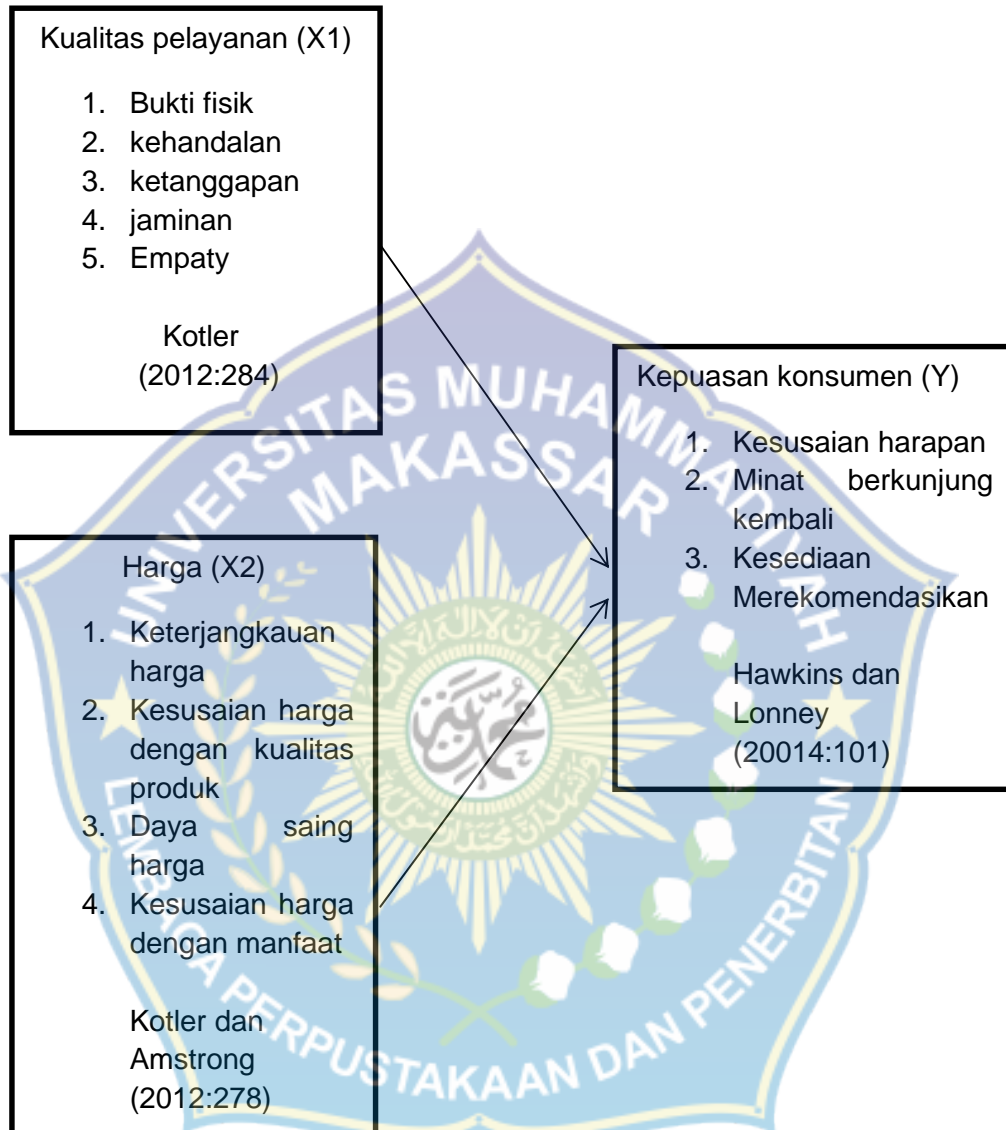 Kualitas pelayanan (X1)
1. Bukti fisik
2. kehandalan
3. ketanggapan
4. jaminan
5. Empaty
Kotler
(2012:284)
Kepuasan konsumen (Y)
1. Kesusaian harapan
2. Minat berkunjung
kembali
3. Kesediaan
Merekomendasikan
Hawkins dan
Lonney
(20014:101)
Harga (X2)
1. Keterjangkauan
harga
2. Kesusaian harga
dengan kualitas
produk
3. Daya saing
harga
4. Kesusaian harga
dengan manfaat
Kotler dan
Amstrong
(2012:278)
UNIVERSITAS MUHAMMADIYAH
MAKASSAR
LEMBAGA PERPUSTAKAAN DAN PENERBITAN